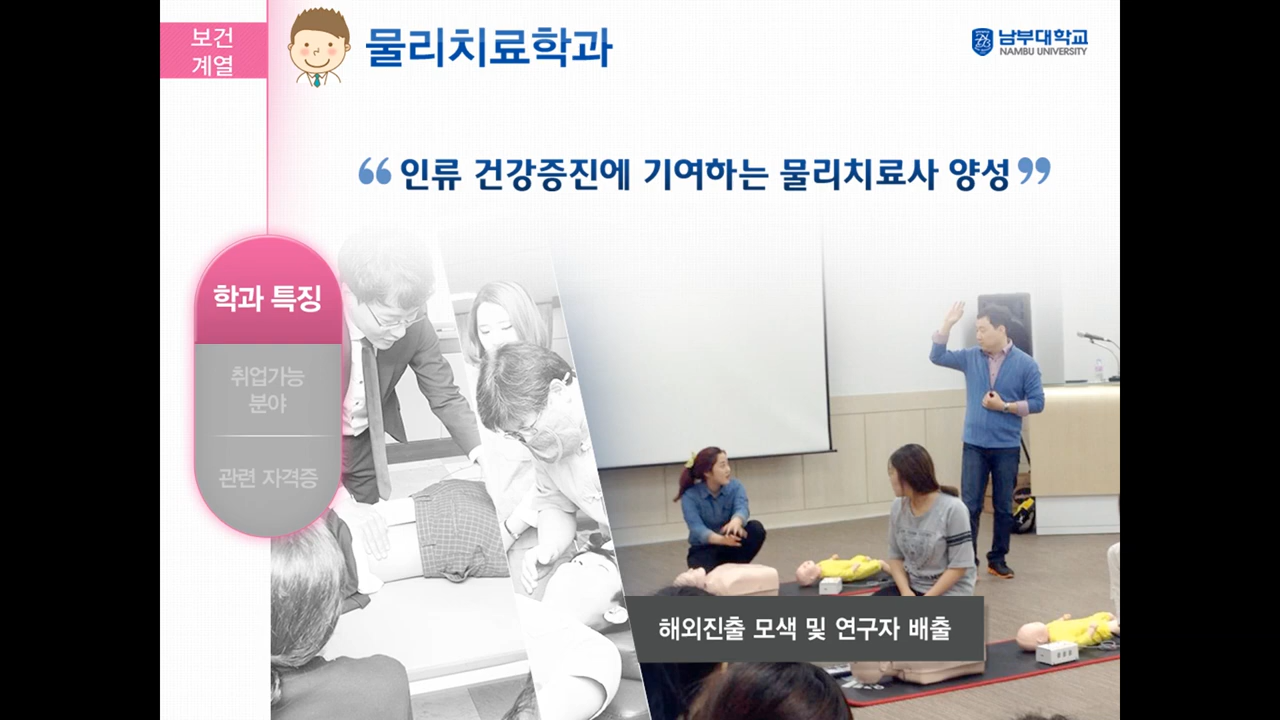 보건
계열
물리치료학과
남부대학교
NAMBU UNIVERSITY
“ 인류 건강증진에 기여하는 물리치료사 양성 ”
학과 특징
취업가능
분야
관련 자격증
해외진출 모색 및 연구자 배출